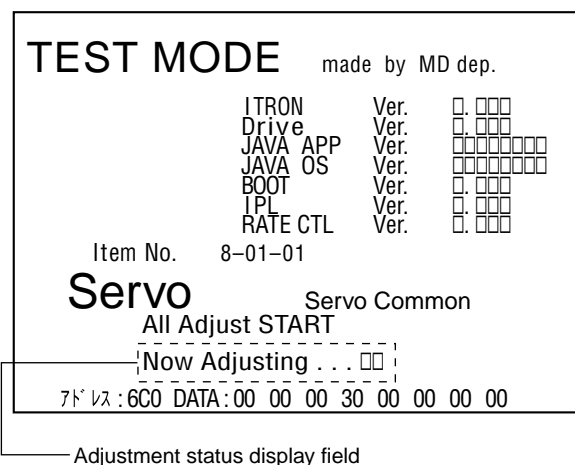 TEST MODE made by MD dep.
ITRON Ver. □.□□□
Drive Ver. □.□□□
JAVA APP Ver. □□□□□□□□
JAVA OS Ver. □□□□□□□□
BOOT Ver. □.□□□
IPL Ver. □.□□□
RATE CTL Ver. □.□□□
Item No. 8–01–01
Servo Servo Common
All Adjust START
Now Adjusting . . . □□
アドレス:6C0 DATA:00 00 00 30 00 00 00 00
Adjustment status display field